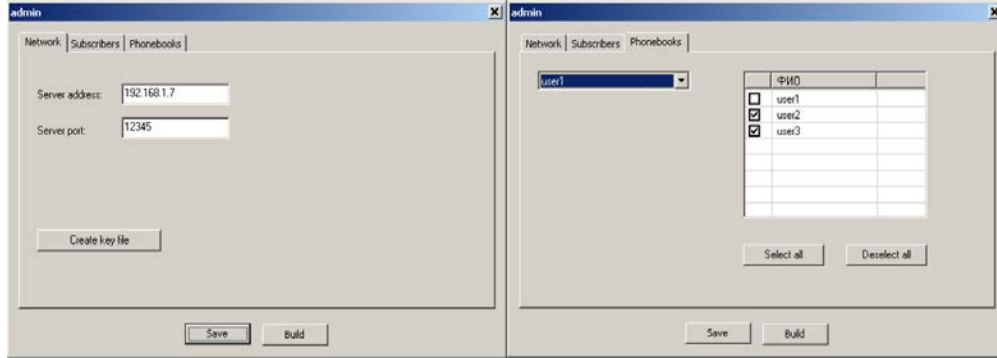 admin
Network Subscribers Phonebooks
Server address: 192.168.1.7
Server port: 12345
Create key file
Save Build
admin
Network Subscribers Phonebooks
user1
ФИО
user1
user2
user3
Select all Deselect all
Save Build